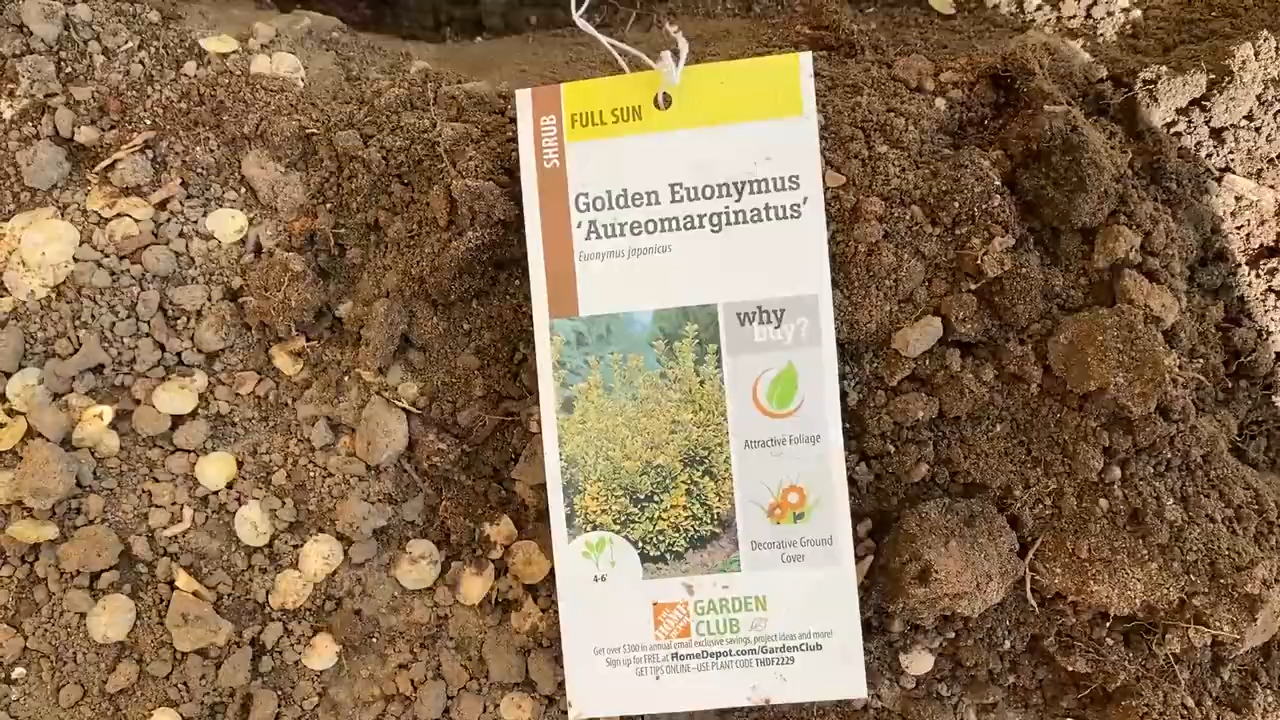 SHRUB
FULL SUN
Golden Euonymus
‘Aureomarginatus’
Euonymus japonicus
why
buy?
Attractive Foliage
Decorative Ground
Cover
4-6'
GARDEN
CLUB
Get over $300 in annual email exclusive savings, project ideas and more!
Sign up for FREE at HomeDepot.com/GardenClub
GET TIPS ONLINE–USE PLANT CODE THDF2229